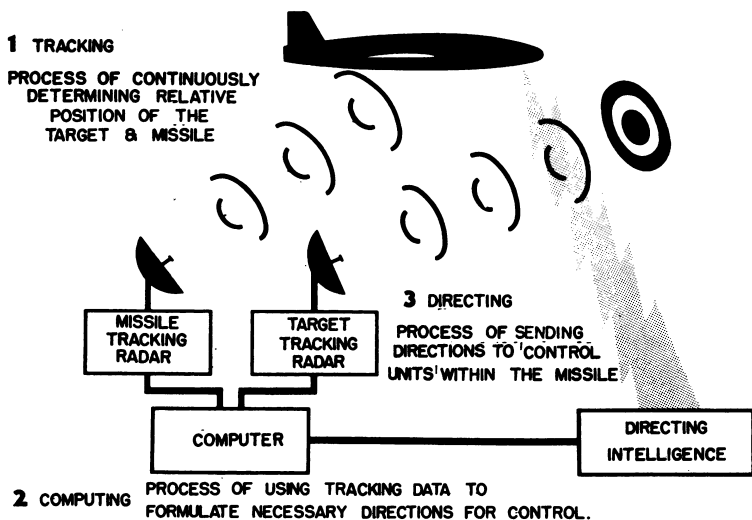 1 TRACKING
PROCESS OF CONTINUOUSLY
DETERMINING RELATIVE
POSITION OF THE
TARGET & MISSILE
MISSILE
TRACKING
RADAR
TARGET
TRACKING
RADAR
3 DIRECTING
PROCESS OF SENDING
DIRECTIONS TO 'CONTROL
UNITS' WITHIN THE MISSILE
COMPUTER
DIRECTING
INTELLIGENCE
2 COMPUTING PROCESS OF USING TRACKING DATA TO
FORMULATE NECESSARY DIRECTIONS FOR CONTROL.